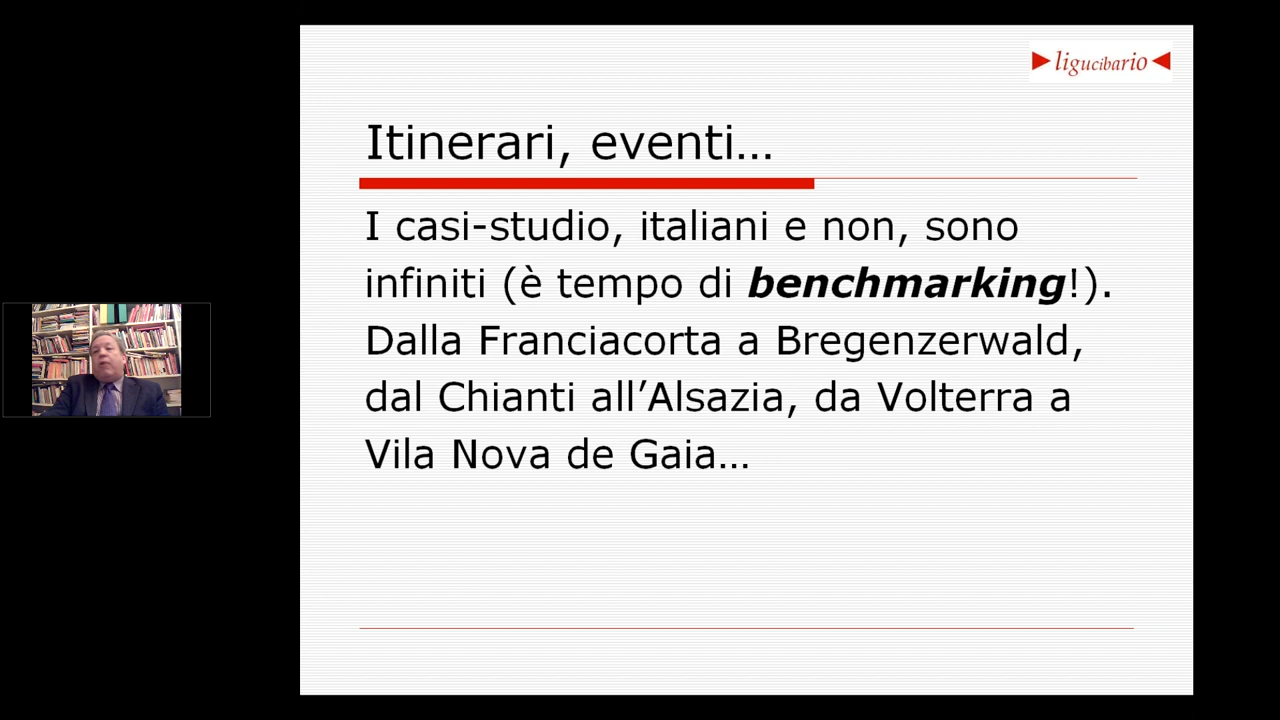 ligucibario
Itinerari, eventi…
I casi-studio, italiani e non, sono
infiniti (è tempo di benchmarking!).
Dalla Franciacorta a Bregenzerwald,
dal Chianti all’Alsazia, da Volterra a
Vila Nova de Gaia…